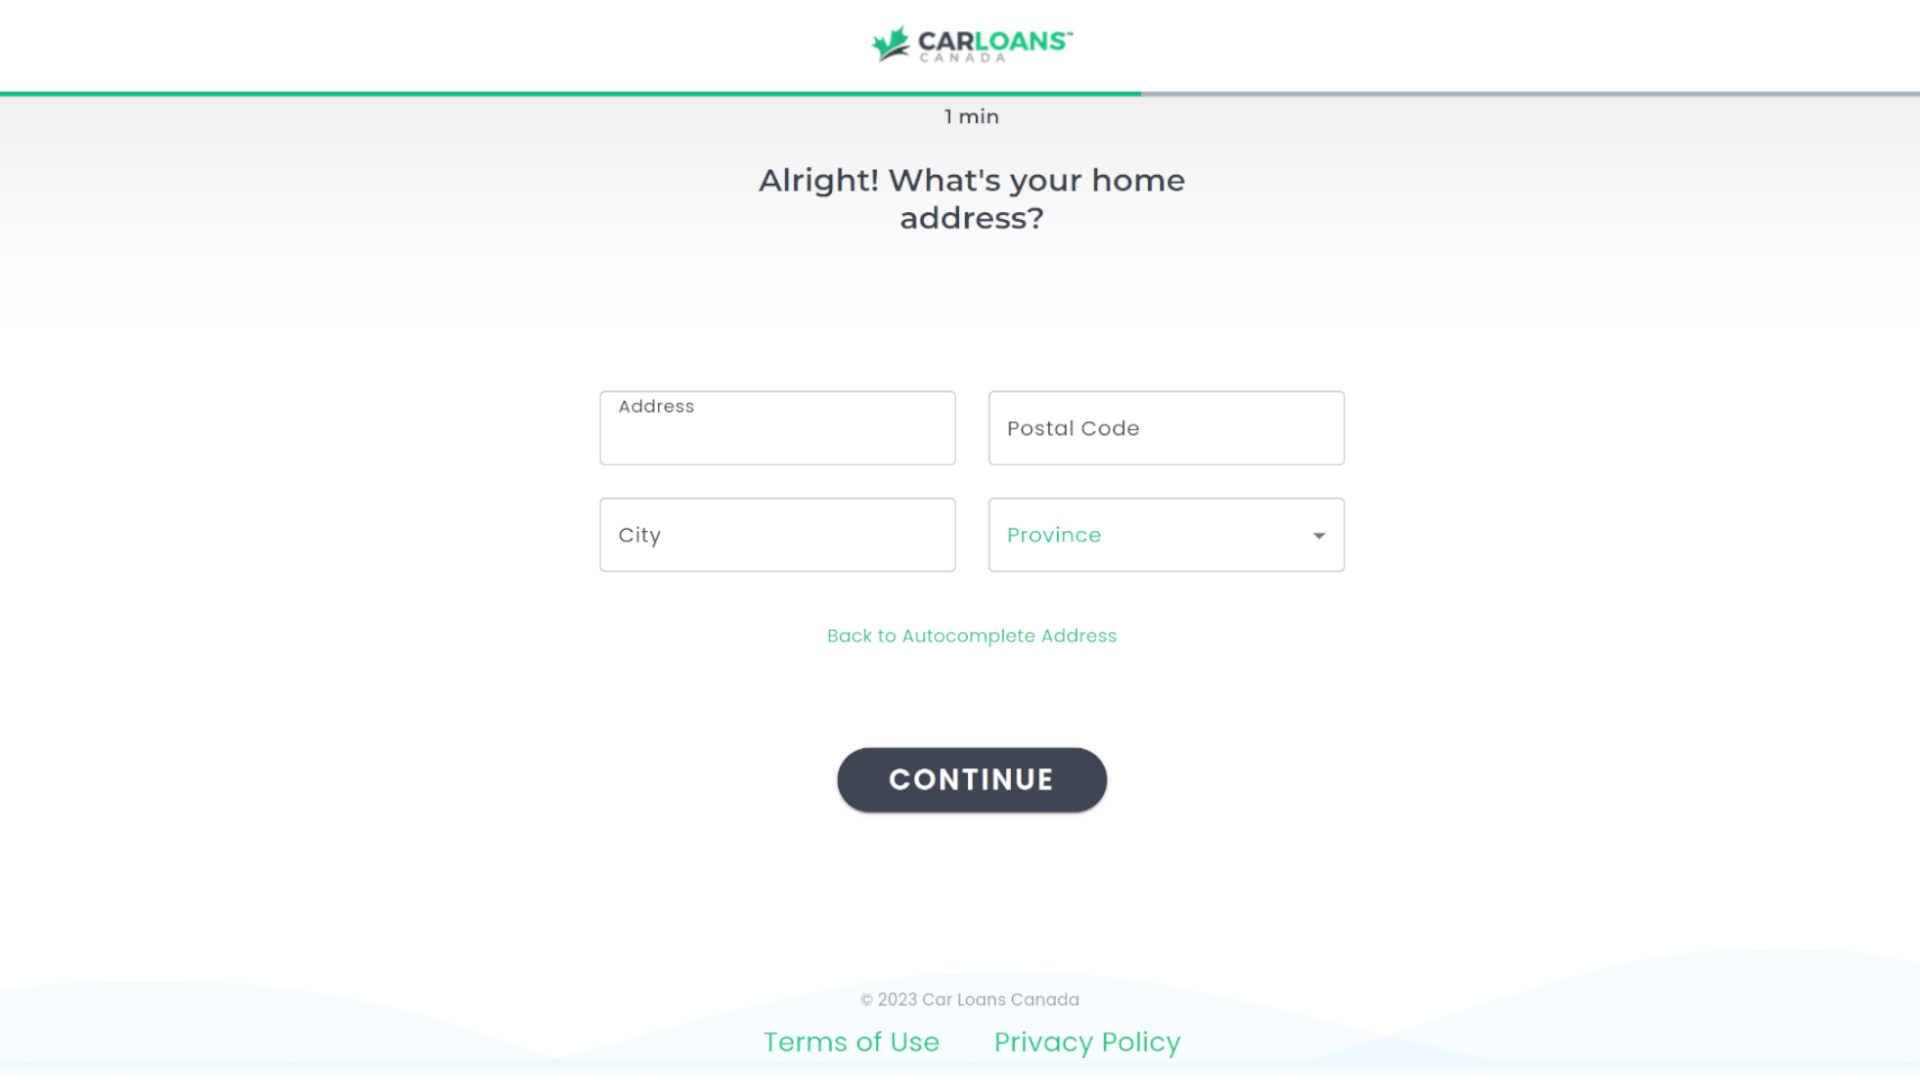 CARLOANS™
CANADA
1 min
Alright! What's your home
address?
Address
Postal Code
City
Province
Back to Autocomplete Address
CONTINUE
© 2023 Car Loans Canada
Terms of Use
Privacy Policy